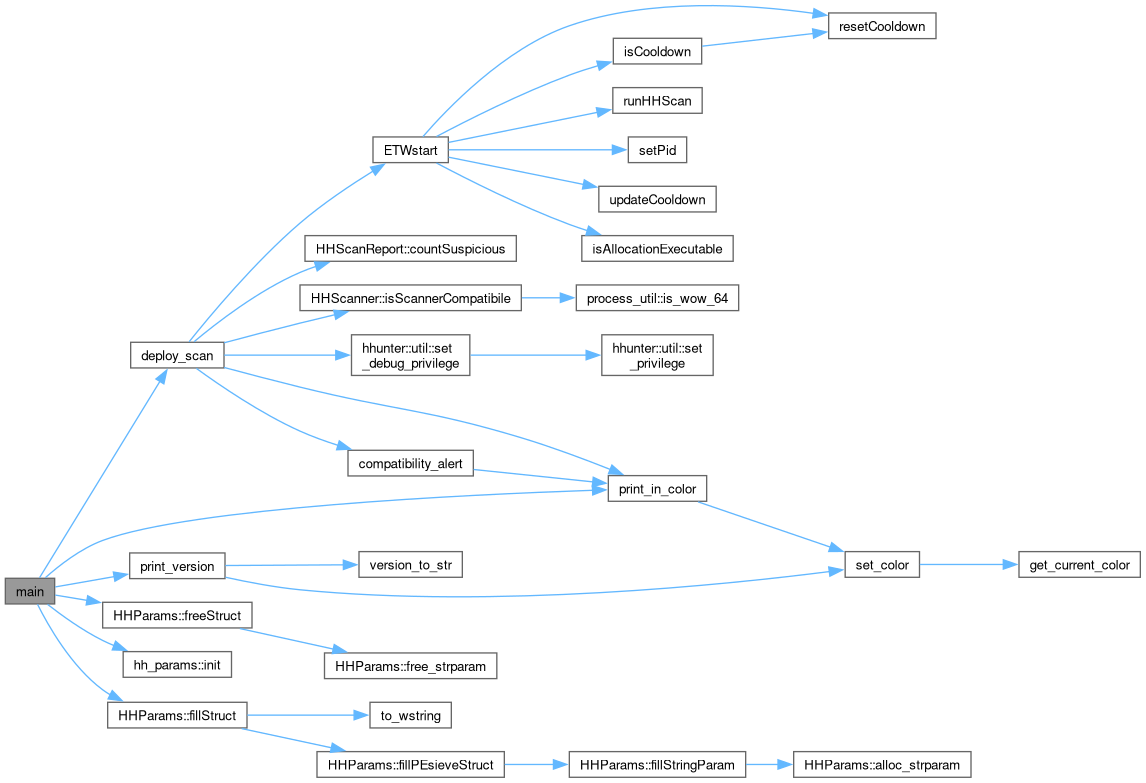 resetCooldown
isCooldown
runHHScan
ETWstart
setPid
updateCooldown
isAllocationExecutable
HHScanReport::countSuspicious
HHScanner::isScannerCompatibile
process_util::is_wow_64
deploy_scan
hhunter::util::set
_debug_privilege
hhunter::util::set
_privilege
compatibility_alert
print_in_color
print_version
version_to_str
set_color
get_current_color
main
HHParams::freeStruct
hh_params::init
HHParams::free_strparam
HHParams::fillStruct
to_wstring
HHParams::fillPEsieveStruct
HHParams::fillStringParam
HHParams::alloc_strparam